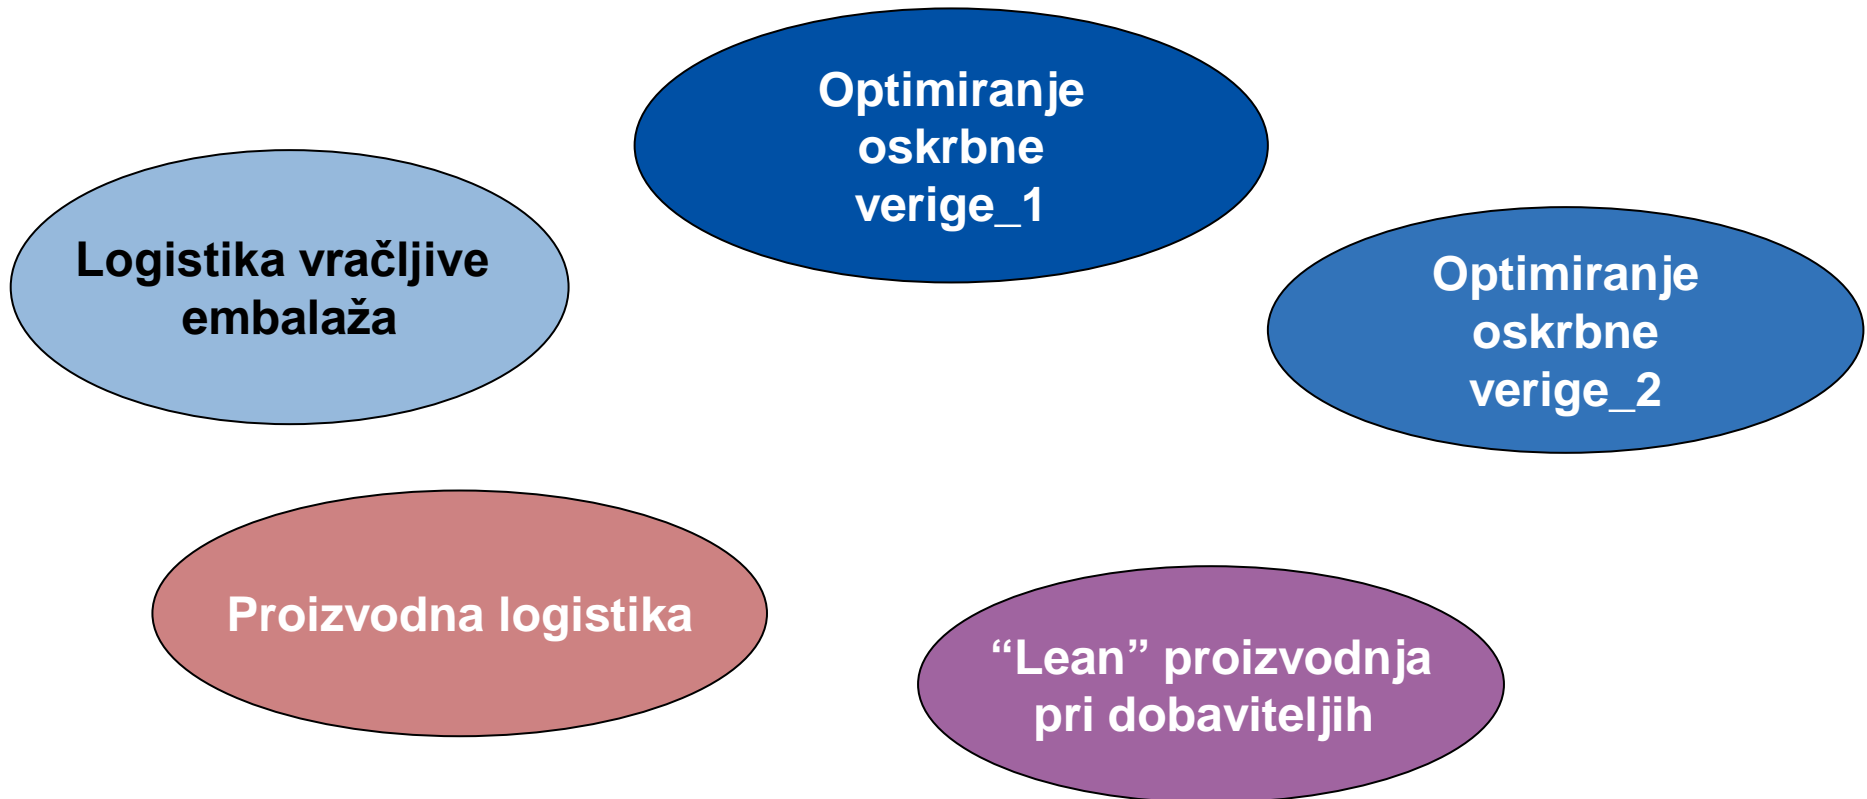 Optimiranje
oskrbne
verige_1
Logistika vračljive
embalaža
Optimiranje
oskrbne
verige_2
Proizvodna logistika
“Lean” proizvodnja
pri dobaviteljih